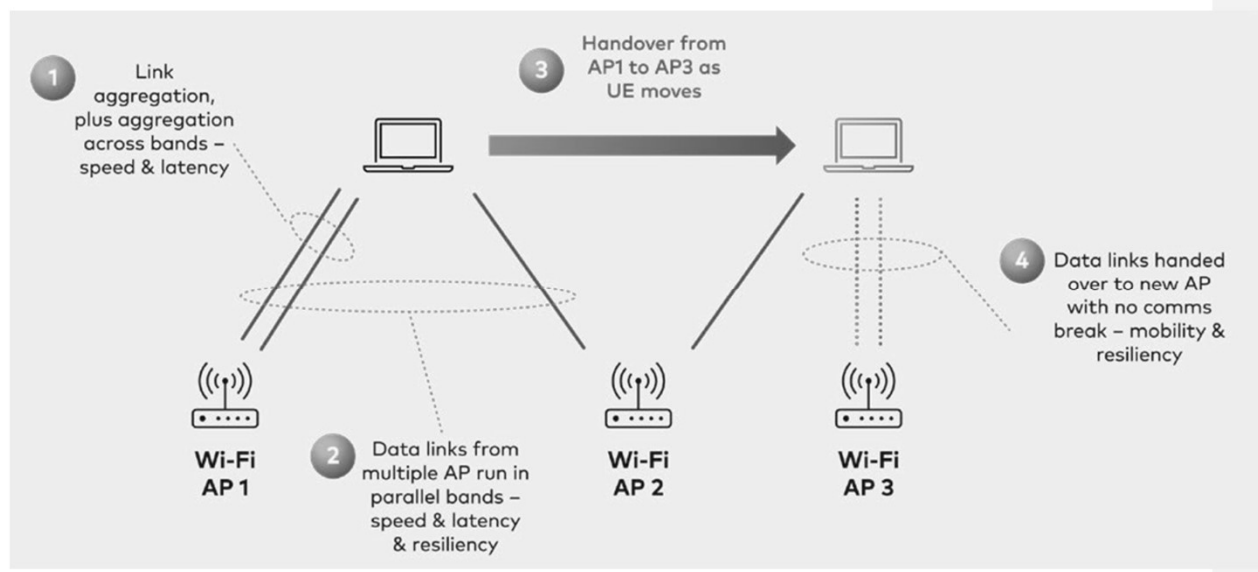 1
Link
aggregation,
plus aggregation
across bands –
speed & latency
3
Handover from
AP1 to AP3 as
UE moves
4
Data links handed
over to new AP
with no comms
break – mobility &
resiliency
Wi-Fi
AP 1
2
Data links from
multiple AP run in
parallel bands –
speed & latency
& resiliency
Wi-Fi
AP 2
Wi-Fi
AP 3